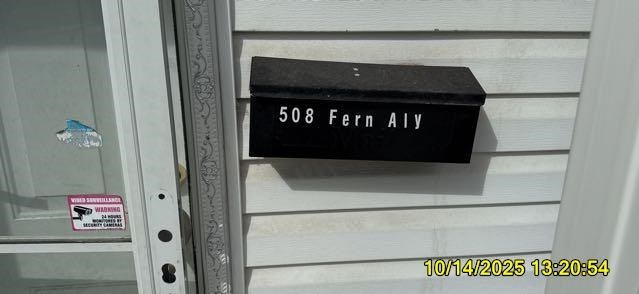 508 Fern Aly
VIDEO SURVEILLANCE
WARNING
24 HOURS
MONITORED BY
SECURITY CAMERAS
10/14/2025 13:20:54